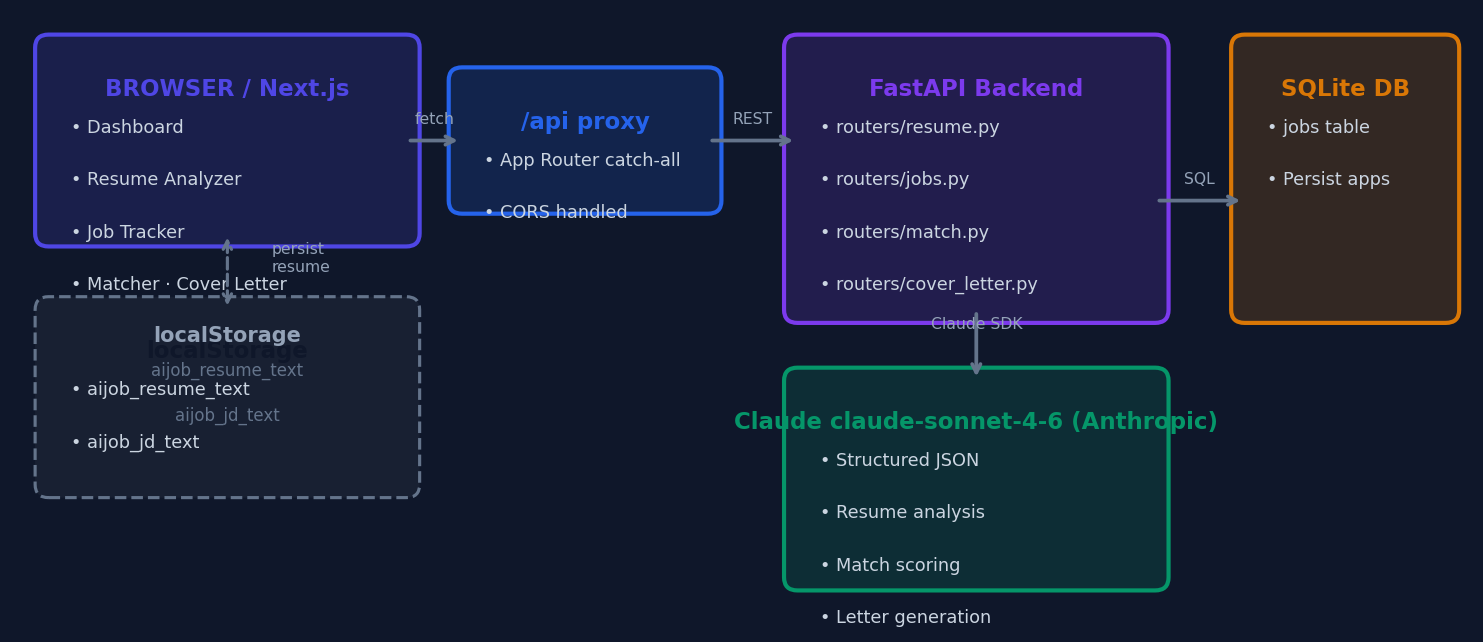 BROWSER / Next.js
• Dashboard
• Resume Analyzer
• Job Tracker
• Matcher · Cover Letter
fetch
/api proxy
• App Router catch-all
• CORS handled
REST
FastAPI Backend
• routers/resume.py
• routers/jobs.py
• routers/match.py
• routers/cover_letter.py
SQL
SQLite DB
• jobs table
• Persist apps
persist
resume
localStorage
localStorage
aijob_resume_text
• aijob_resume_text
aijob_jd_text
• aijob_jd_text
Claude SDK
Claude claude-sonnet-4-6 (Anthropic)
• Structured JSON
• Resume analysis
• Match scoring
• Letter generation